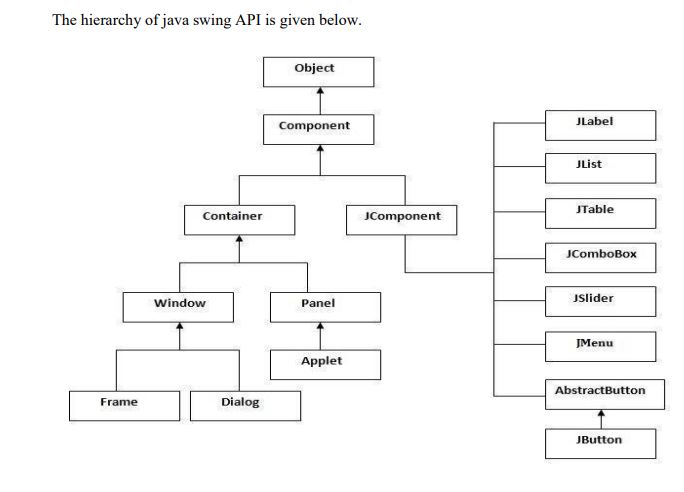 The hierarchy of java swing API is given below.
Object
Component
Container
JComponent
Window
Panel
Applet
Frame
Dialog
JLabel
JList
JTable
JComboBox
JSlider
JMenu
AbstractButton
JButton